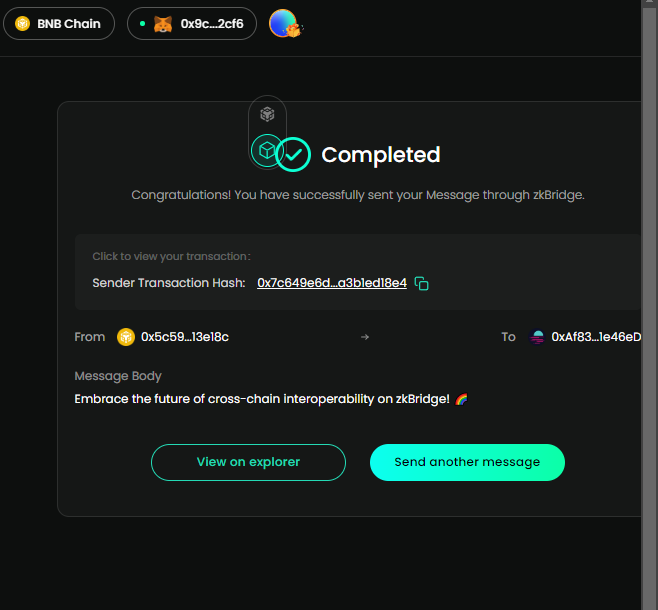 BNB Chain 0x9c...2cf6
Completed
Congratulations! You have successfully sent your Message through zkBridge.
Click to view your transaction:
Sender Transaction Hash: 0x7c649e6d...a3b1ed18e4
From 0x5c59...13e18c → To 0xAf83...1e46eD
Message Body
Embrace the future of cross-chain interoperability on zkBridge! 🌈
View on explorer Send another message